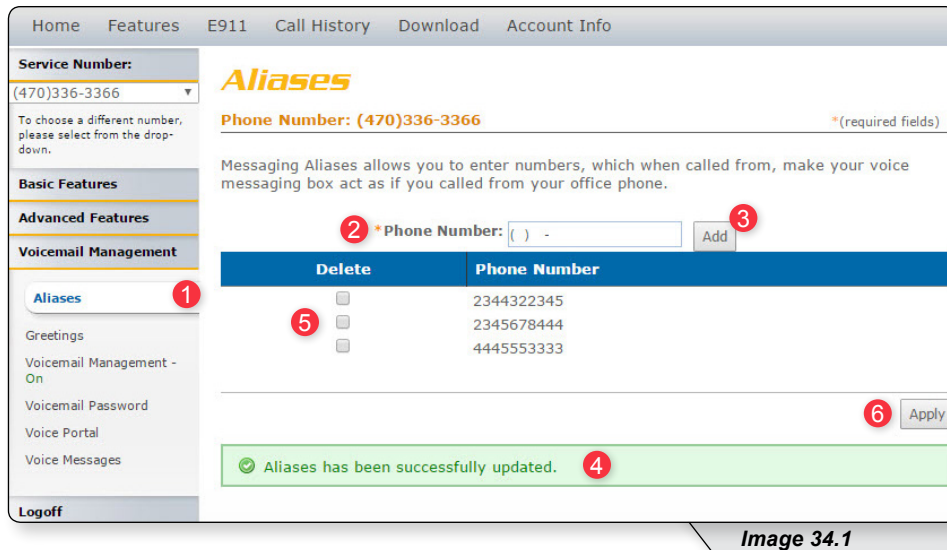 Home Features E911 Call History Download Account Info
Service Number:
(470)336-3366
To choose a different number,
please select from the drop-
down.
Basic Features
Advanced Features
Voicemail Management
Aliases 1
Greetings
Voicemail Management -
On
Voicemail Password
Voice Portal
Voice Messages
Logoff
Aliases
Phone Number: (470)336-3366 *(required fields)
Messaging Aliases allows you to enter numbers, which when called from, make your voice
messaging box act as if you called from your office phone.
2 *Phone Number: ( ) - Add 3
Delete Phone Number
2344322345
5 2345678444
4445553333
6 Apply
Aliases has been successfully updated. 4
Image 34.1